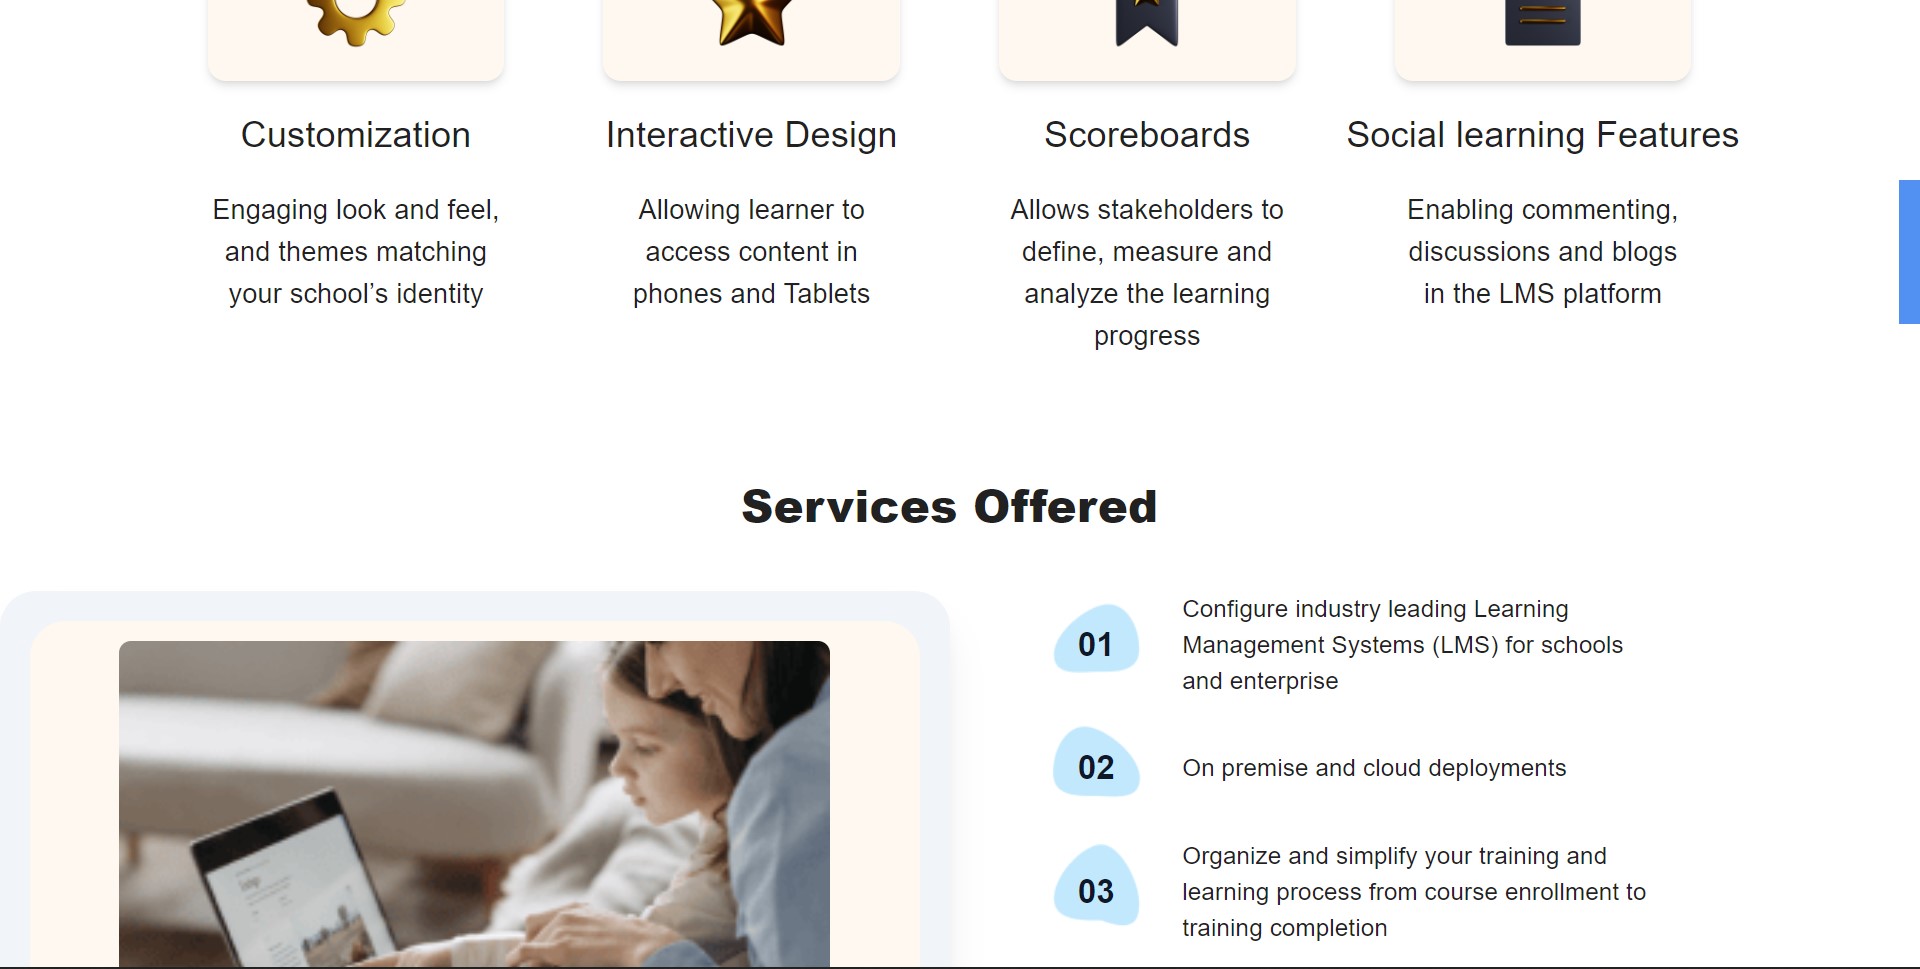 Customization
Interactive Design
Scoreboards
Social learning Features
Engaging look and feel,
and themes matching
your school’s identity
Allowing learner to
access content in
phones and Tablets
Allows stakeholders to
define, measure and
analyze the learning
progress
Enabling commenting,
discussions and blogs
in the LMS platform
Services Offered
01
Configure industry leading Learning
Management Systems (LMS) for schools
and enterprise
02
On premise and cloud deployments
03
Organize and simplify your training and
learning process from course enrollment to
training completion